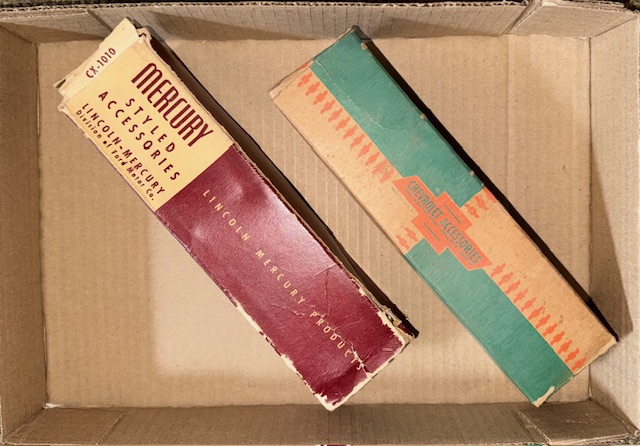 CX-1010
MERCURY
STYLED
ACCESSORIES
LINCOLN-MERCURY
Division of Ford Motor Co.
LINCOLN MERCURY PRODUCTS
CHEVROLET ACCESSORIES